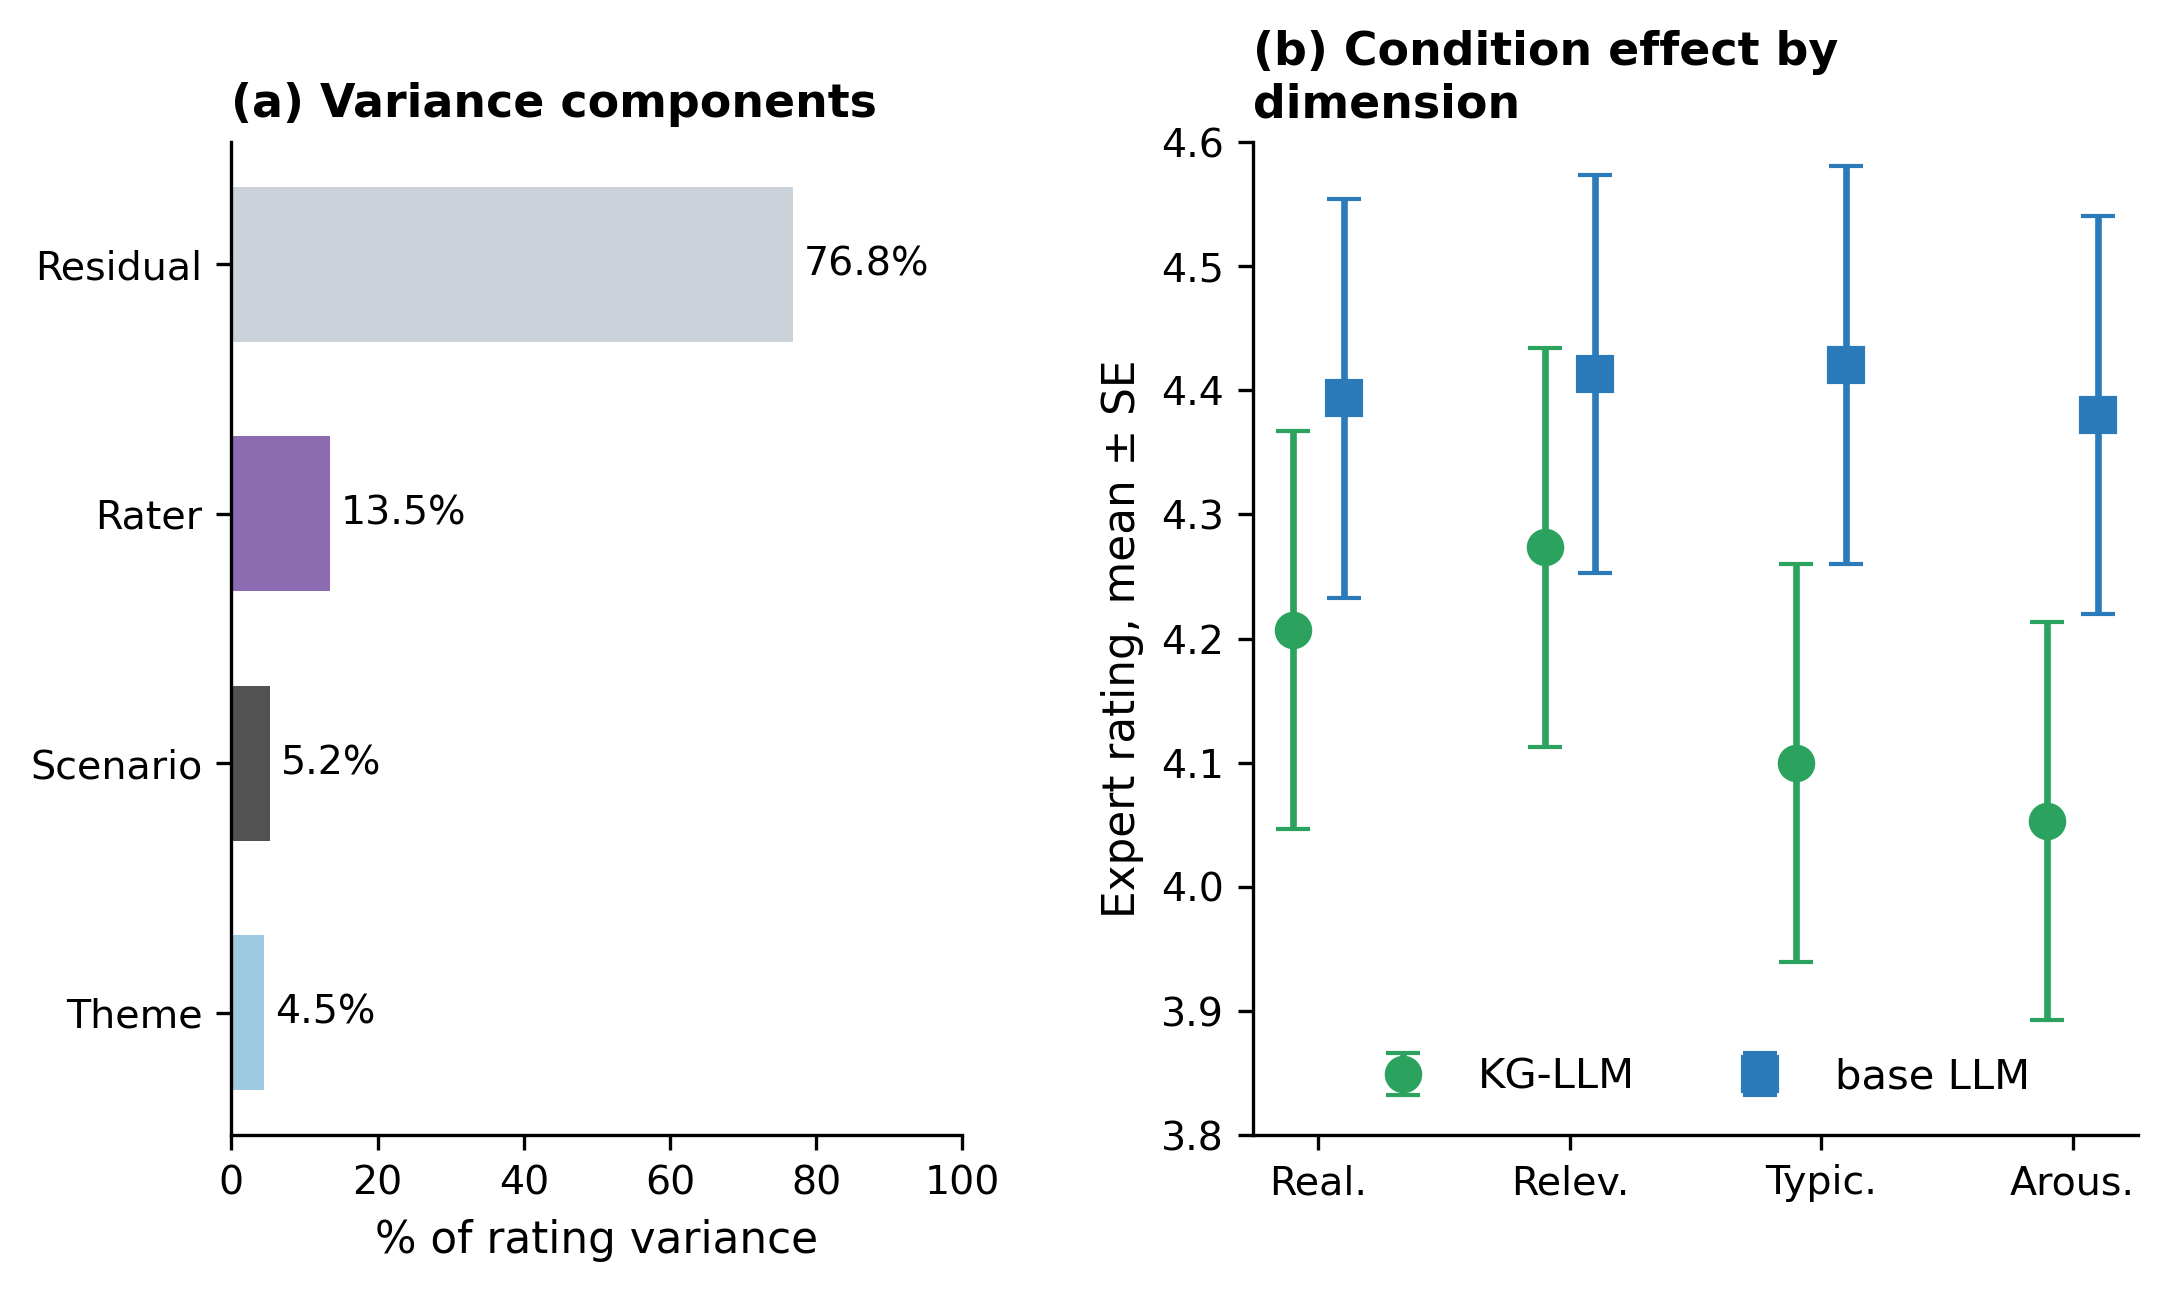 (a) Variance components
Residual
76.8%
Rater
13.5%
Scenario
5.2%
Theme
4.5%
0 20 40 60 80 100
% of rating variance
(b) Condition effect by
dimension
Expert rating, mean ± SE
4.6
4.5
4.4
4.3
4.2
4.1
4.0
3.9
3.8
KG-LLM base LLM
Real. Relev. Typic. Arous.